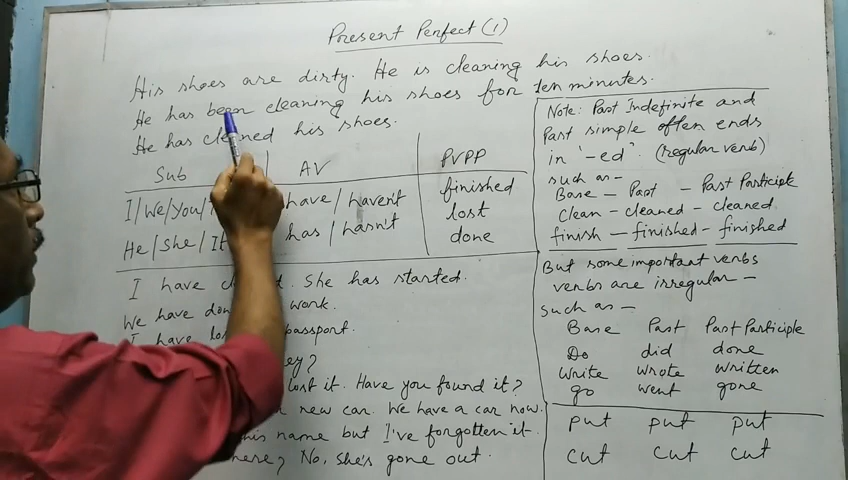 Present Perfect (1)
His shoes are dirty. He is cleaning his shoes.
He has been cleaning his shoes for ten minutes.
He has cleaned his shoes.
Sub AV PVPP
I/We/You/ have/haven't finished
lost
He/She/It has/hasn't done
I have . She has started.
We have work.
I have passport.
?
lost it. Have you found it?
new car. We have a car now.
his name but I've forgotten it.
? No, she's gone out.
Note: Past Indefinite and
Past simple often ends
in '-ed'. (regular verb)
such as-
Base - Past - Past Participle
clean - cleaned - cleaned
finish - finished - finished
But some important verbs
verbs are irregular -
such as -
Base Past Past Participle
Do did done
write wrote written
go went gone
put put put
cut cut cut